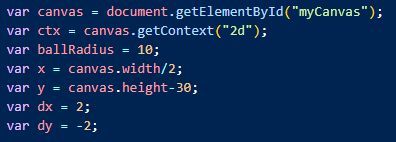 var canvas = document.getElementById("myCanvas");
var ctx = canvas.getContext("2d");
var ballRadius = 10;
var x = canvas.width/2;
var y = canvas.height-30;
var dx = 2;
var dy = -2;